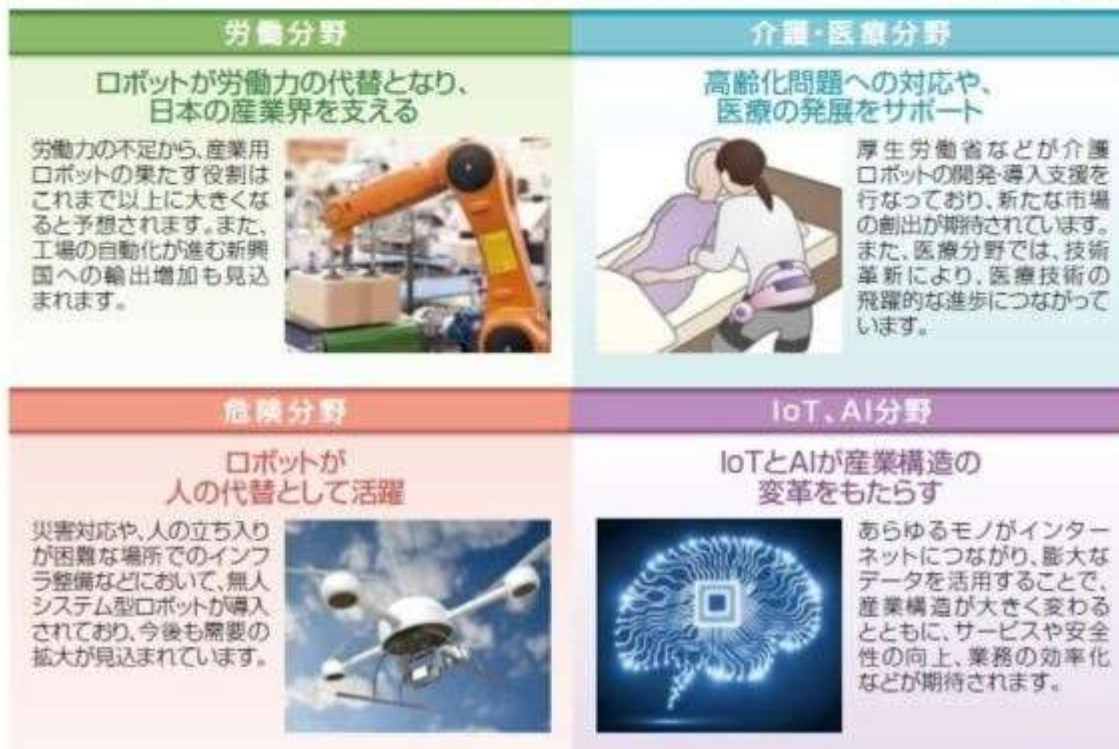 労働分野
ロボットが労働力の代替となり、
日本の産業界を支える
労働力の不足から、産業用
ロボットの果たす役割は
これまで以上に大きくな
ると予想されます。また、
工場の自動化が進む新興
国への輸出増加も見込
まれます。
介護・医療分野
高齢化問題への対応や、
医療の発展をサポート
厚生労働省などが介護
ロボットの開発・導入支援を
行なっており、新たな市場
の創出が期待されています。
また、医療分野では、技術
革新により、医療技術の
飛躍的な進歩につながって
います。
危険分野
ロボットが
人の代替として活躍
災害対応や、人の立ち入り
が困難な場所でのインフ
ラ整備などにおいて、無人
システム型ロボットが導入
されており、今後も需要の
拡大が見込まれています。
IoT、AI分野
IoTとAIが産業構造の
変革をもたらす
あらゆるモノがインター
ネットにつながり、膨大な
データを活用することで、
産業構造が大きく変わる
とともに、サービスや安全
性の向上、業務の効率化
などが期待されます。